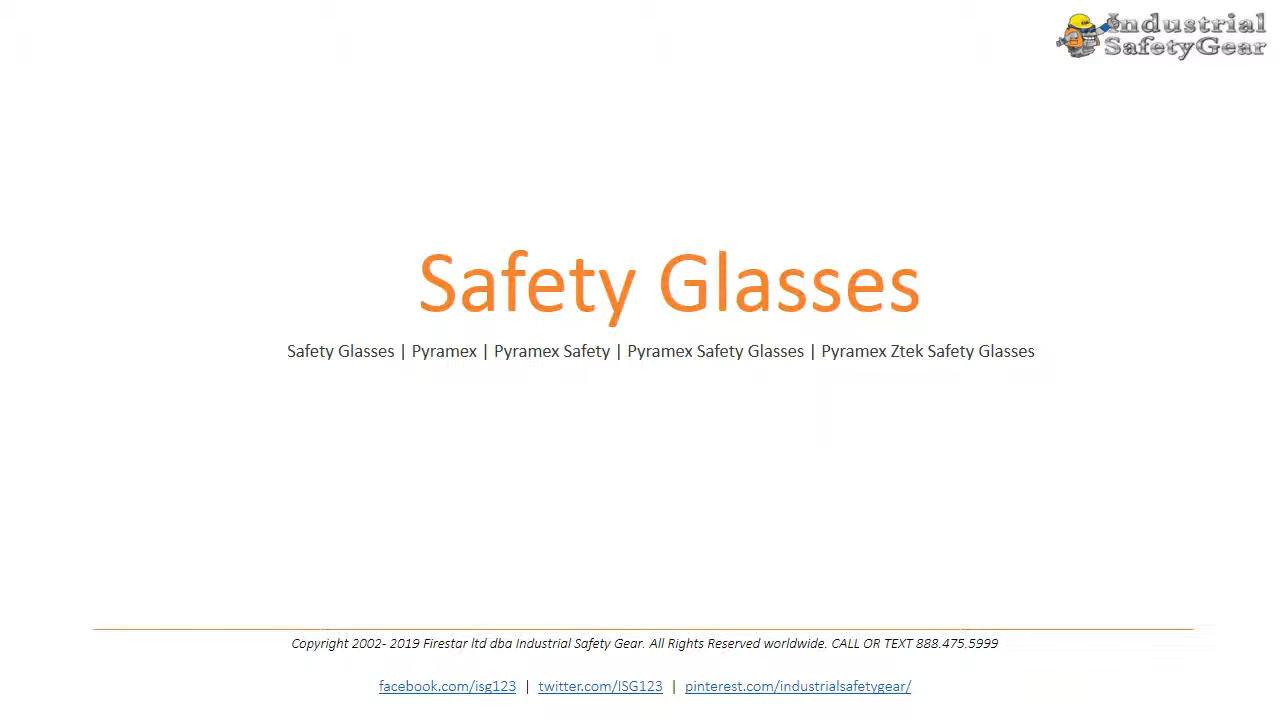 Industrial
SafetyGear
Safety Glasses
Safety Glasses | Pyramex | Pyramex Safety | Pyramex Safety Glasses | Pyramex Ztek Safety Glasses
Copyright 2002- 2019 Firestar ltd dba Industrial Safety Gear. All Rights Reserved worldwide. CALL OR TEXT 888.475.5999
facebook.com/isg123 | twitter.com/ISG123 | pinterest.com/industrialsafetygear/